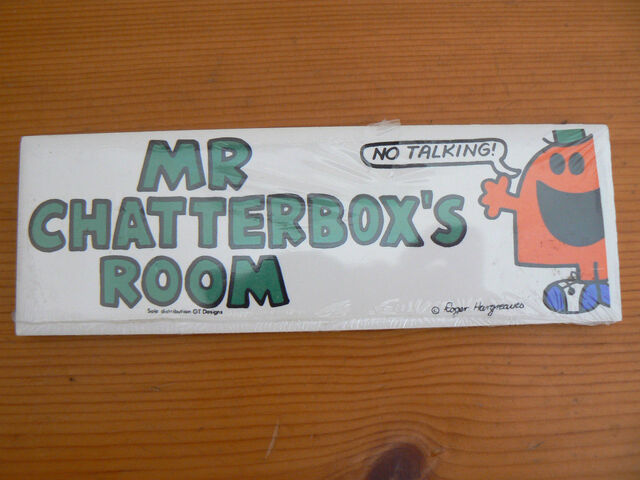 MR
CHATTERBOX'S
ROOM
NO TALKING!
Sole distribution GT Designs
© Roger Hargreaves